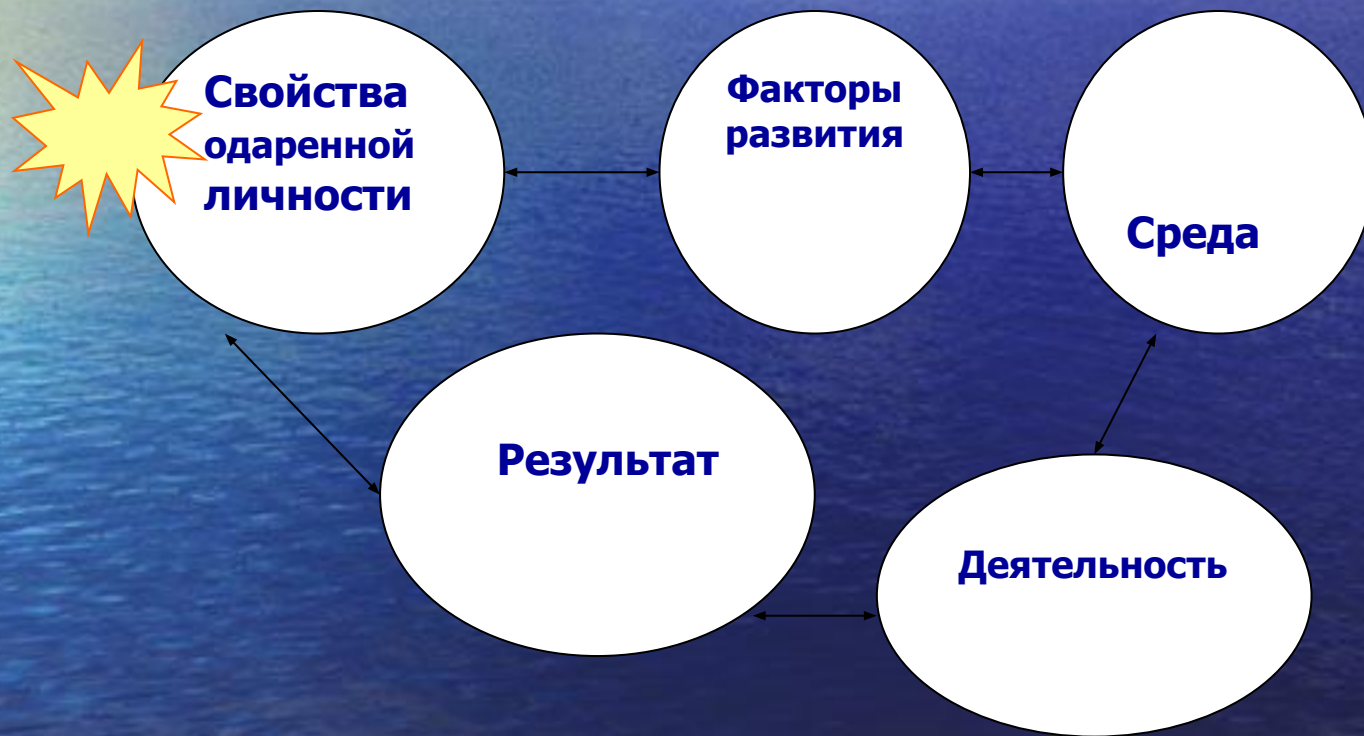 Свойства
одаренной
личности
Факторы
развития
Среда
Результат
Деятельность